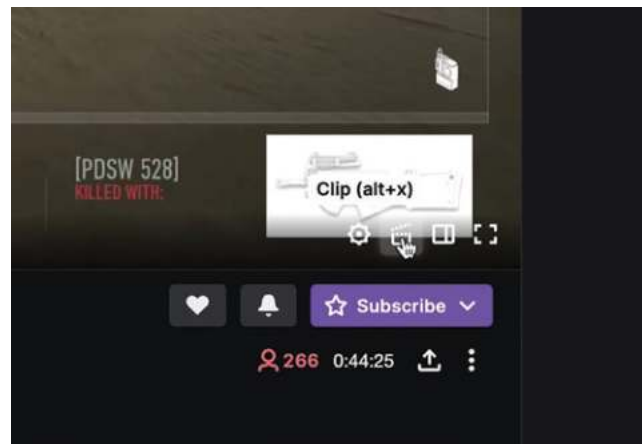 [PDSW 528]
KILLED WITH:
Clip (alt+x)
Subscribe
266 0:44:25